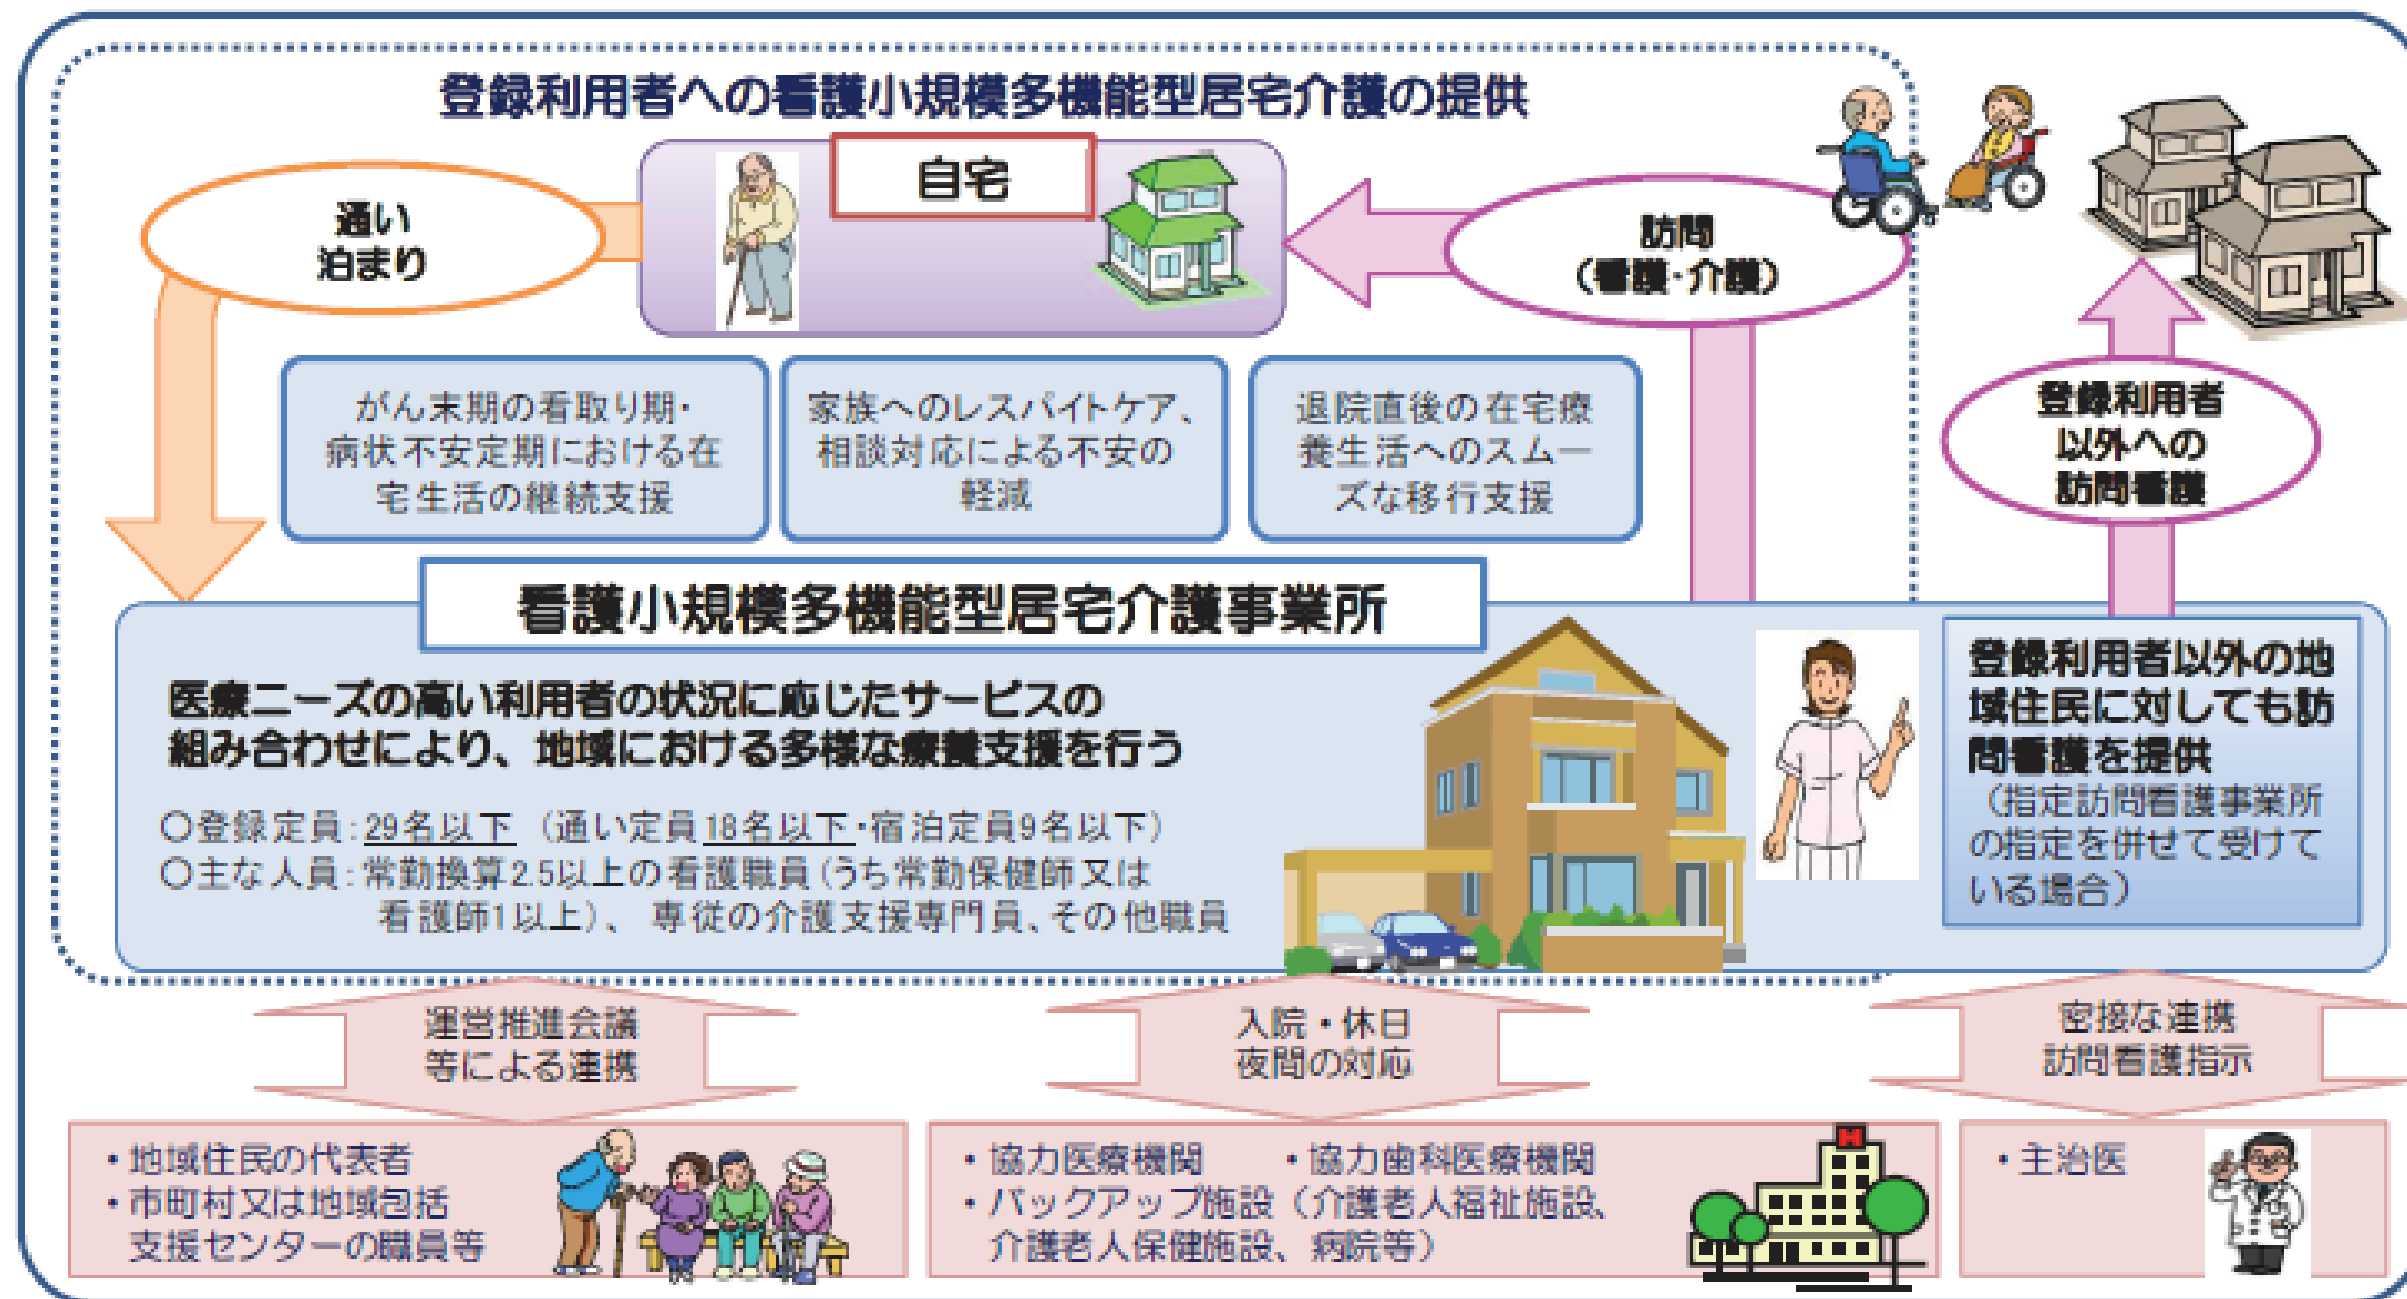 登録利用者への看護小規模多機能型居宅介護の提供
自宅
通い
泊まり
訪問
（看護・介護）
がん末期の看取り期・
病状不安定期における在
宅生活の継続支援
家族へのレスパイトケア、
相談対応による不安の
軽減
退院直後の在宅療
養生活へのスムー
ズな移行支援
登録利用者
以外への
訪問看護
看護小規模多機能型居宅介護事業所
医療ニーズの高い利用者の状況に応じたサービスの
組み合わせにより、地域における多様な療養支援を行う
○登録定員：29名以下 （通い定員18名以下・宿泊定員9名以下）
○主な人員：常勤換算2.5以上の看護職員（うち常勤保健師又は
看護師1以上）、 専従の介護支援専門員、その他職員
登録利用者以外の地
域住民に対しても訪
問看護を提供
（指定訪問看護事業所
の指定を併せて受けて
いる場合）
運営推進会議
等による連携
入院・休日
夜間の対応
密接な連携
訪問看護指示
・地域住民の代表者
・市町村又は地域包括
支援センターの職員等
・協力医療機関 ・協力歯科医療機関
・バックアップ施設（介護老人福祉施設、
介護老人保健施設、病院等）
H
・主治医